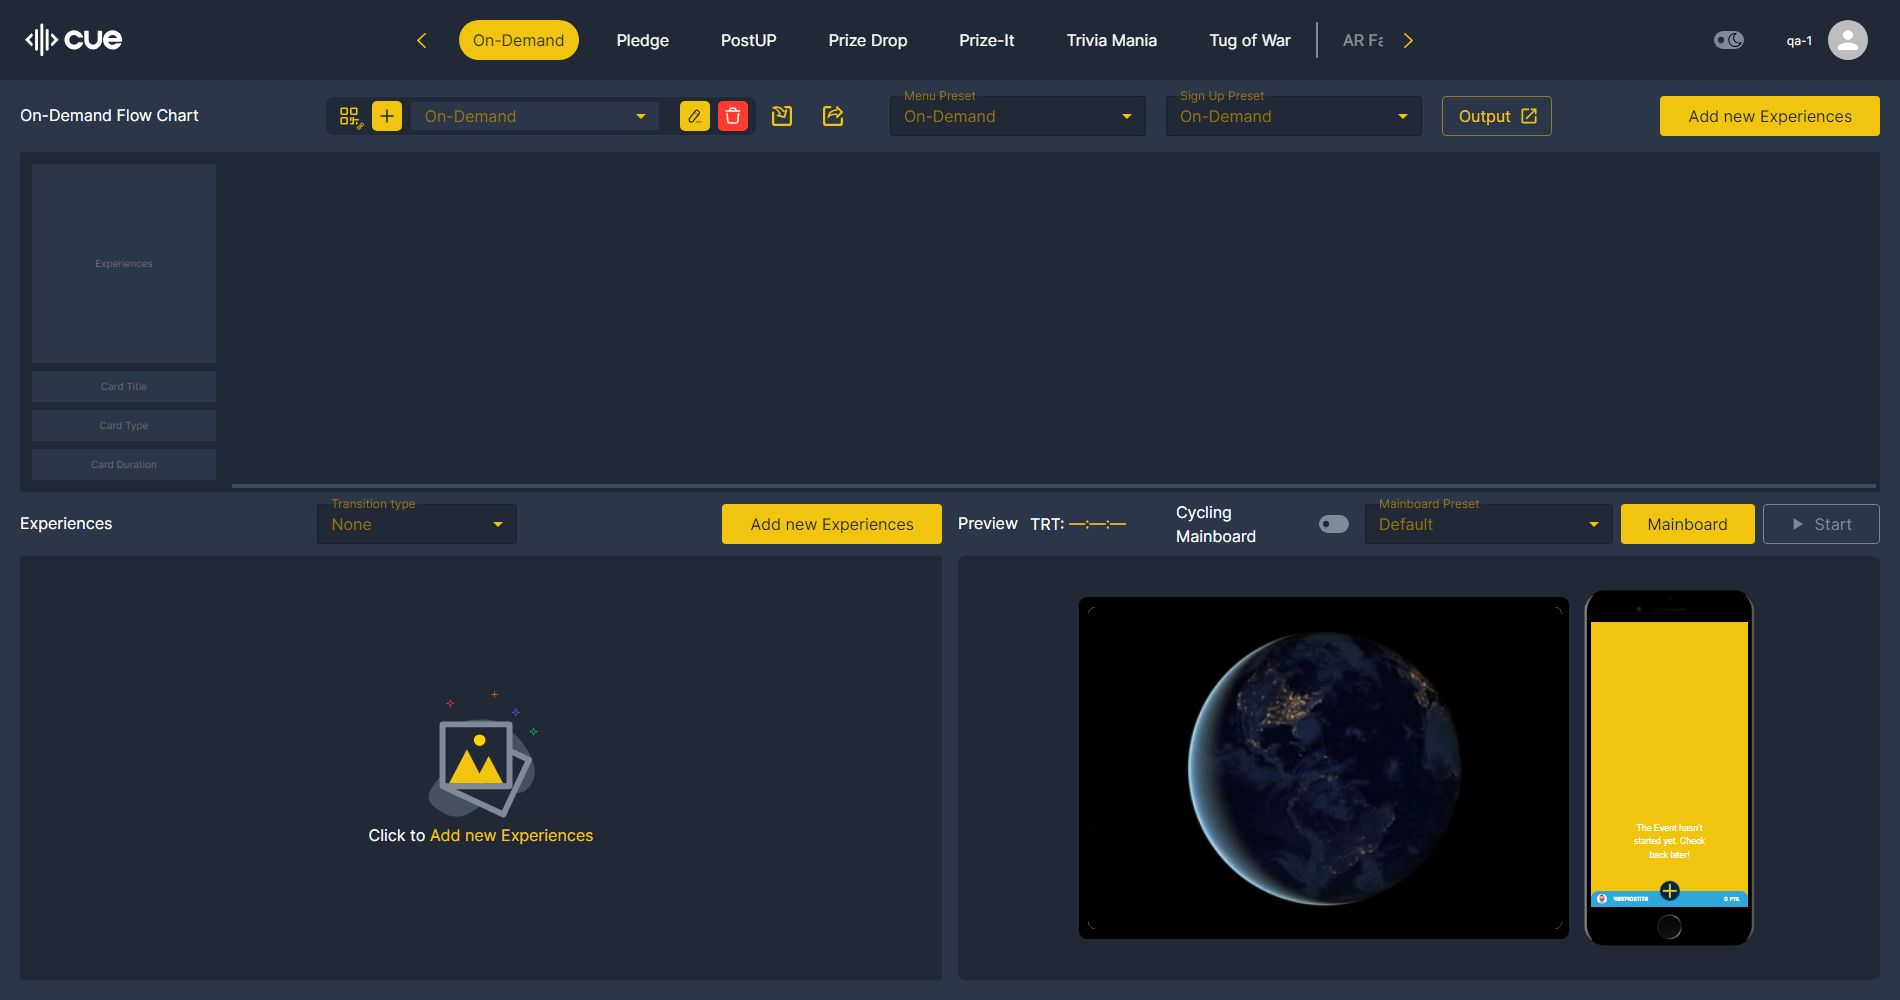 cue
On-Demand
Pledge
PostUP
Prize Drop
Prize-It
Trivia Mania
Tug of War
AR Fa
qa-1
On-Demand Flow Chart
On-Demand
Menu Preset
On-Demand
Sign Up Preset
On-Demand
Output
Add new Experiences
Experiences
Card Title
Card Type
Card Duration
Experiences
Transition type
None
Add new Experiences
Preview
TRT: —:—:—
Cycling
Mainboard
Mainboard Preset
Default
Mainboard
Start
Click to Add new Experiences
The Event hasn't
started yet. Check
back later!
0 PTS.